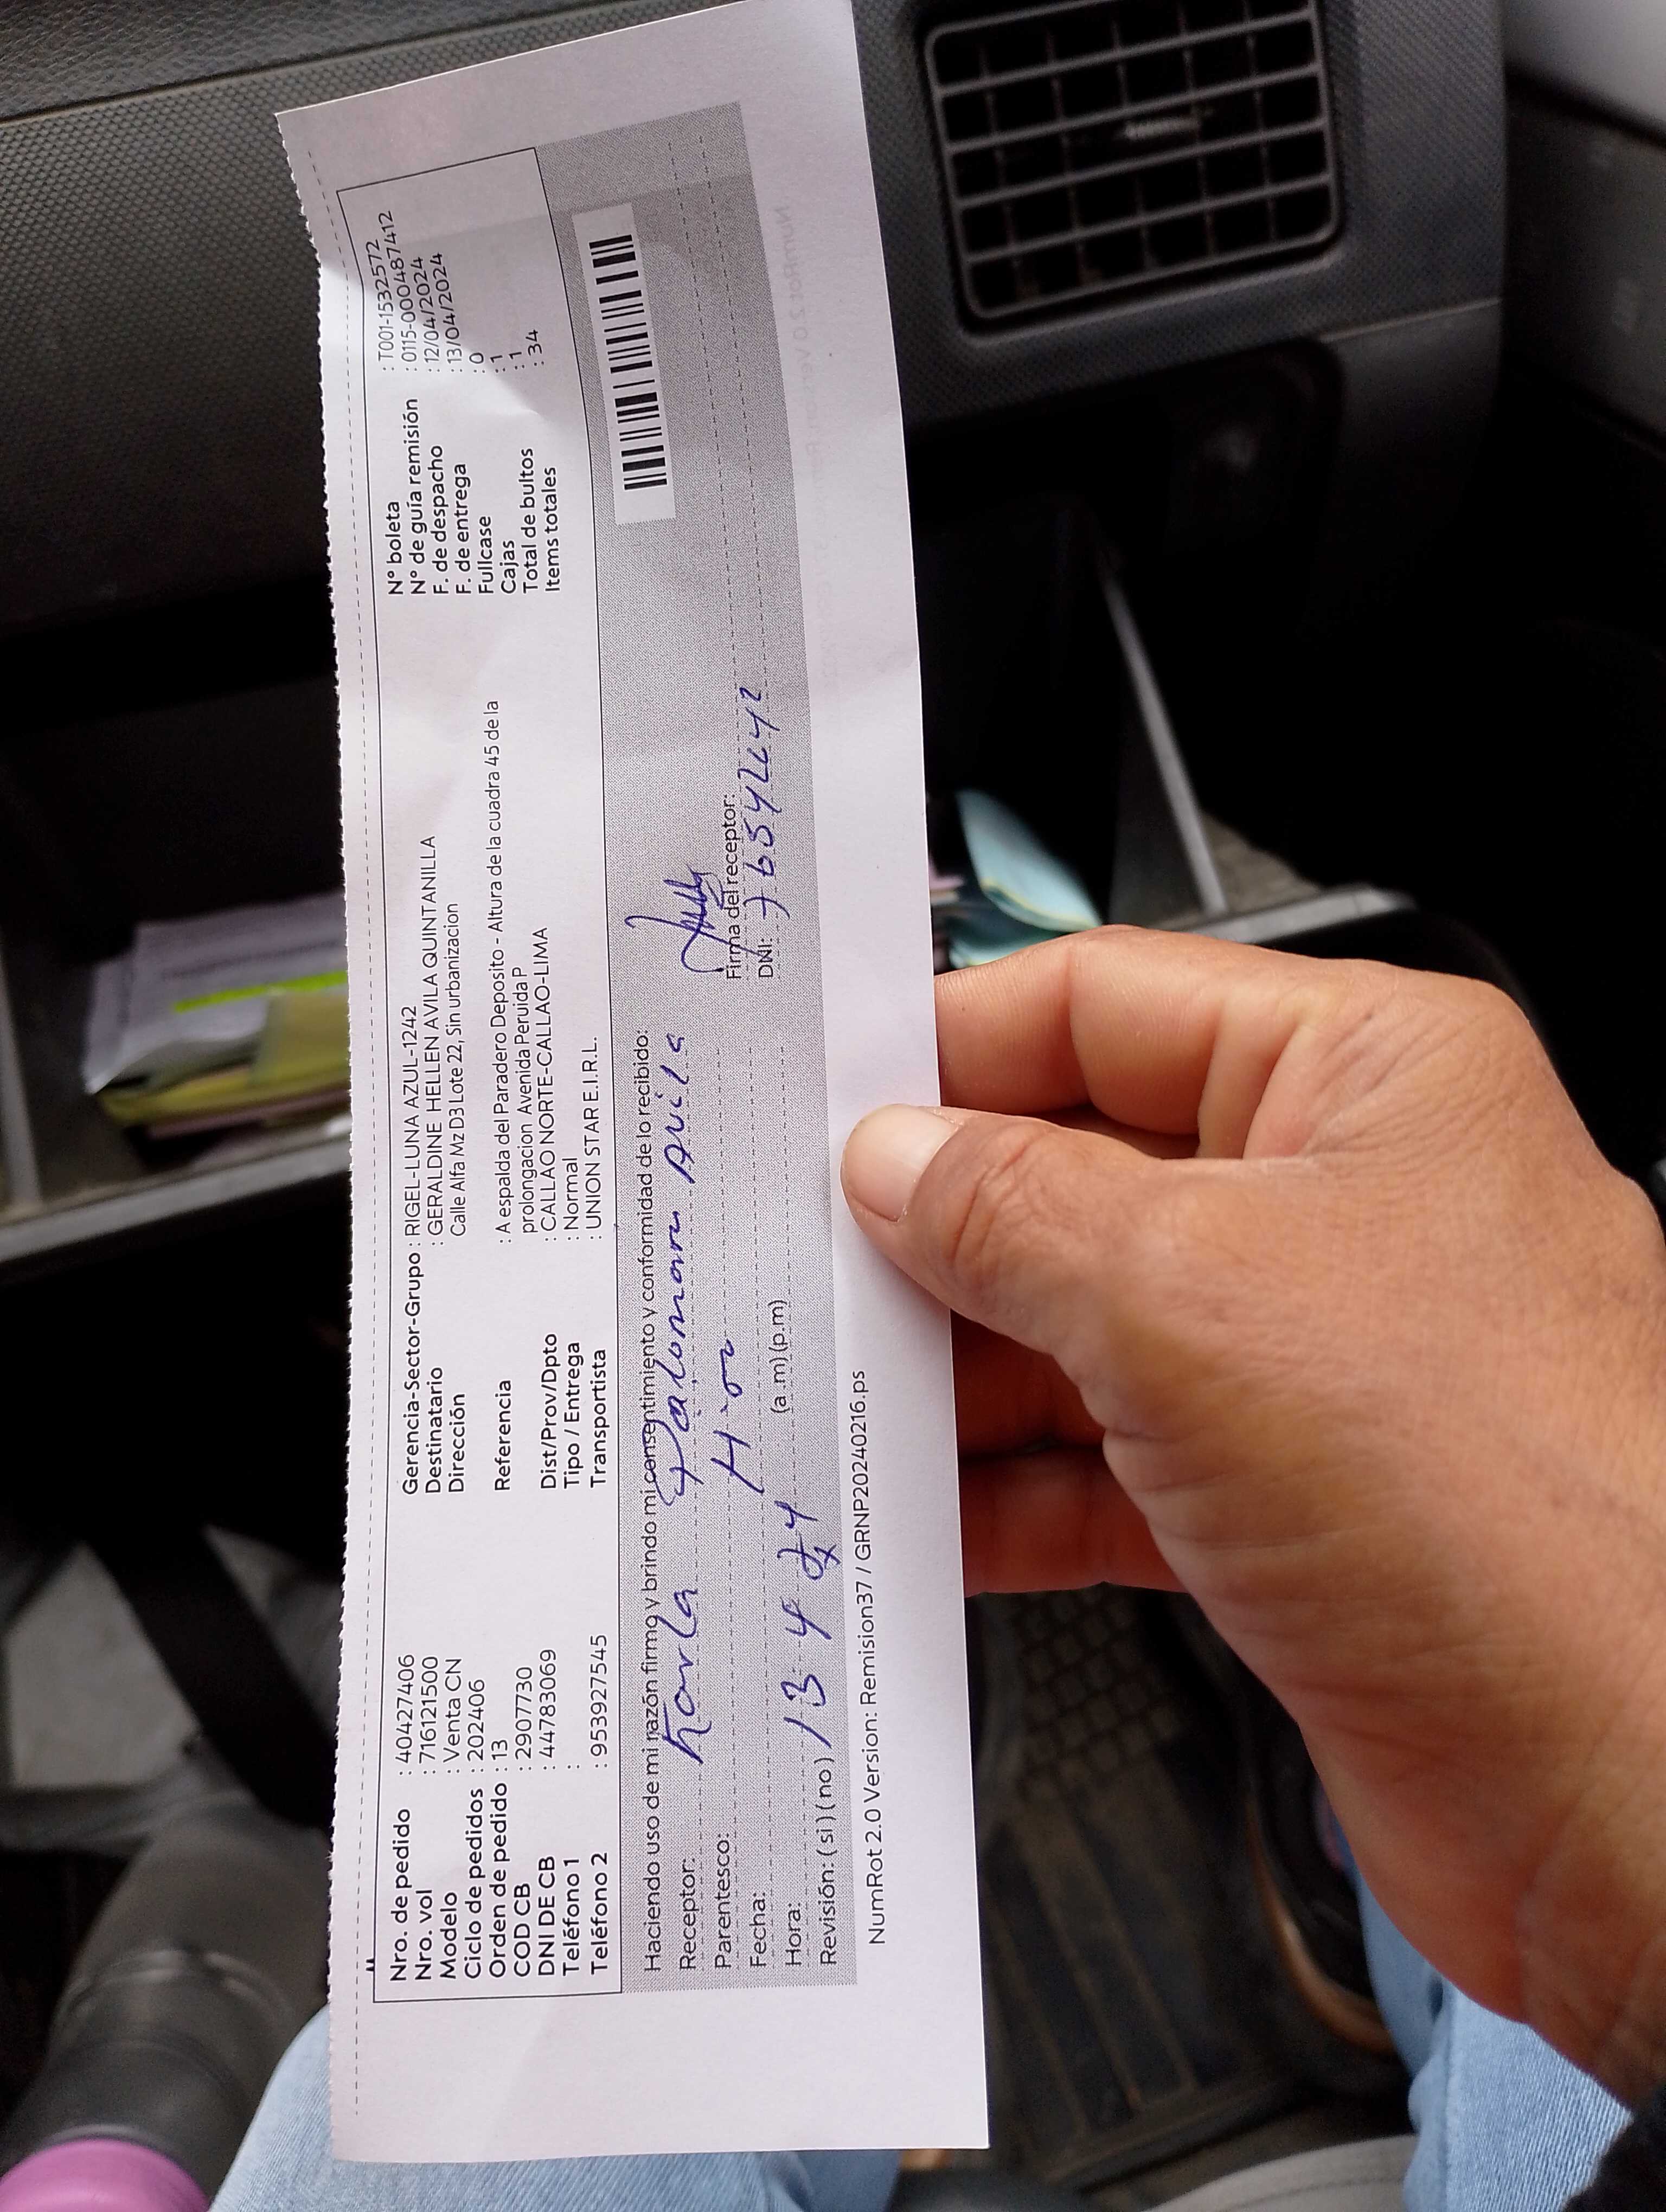 Nro. de pedido : 40427406
Nro. vol : 716121500
Modelo : Venta CN
Ciclo de pedidos : 202406
Orden de pedido : 13
COD CB : 2907730
DNI DE CB : 44783069
Teléfono 1 :
Teléfono 2 : 953927545
Gerencia-Sector-Grupo : RIGEL-LUNA AZUL-1242
Destinatario : GERALDINE HELLEN AVILA QUINTANILLA
Dirección Calle Alfa Mz D3 Lote 22, Sin urbanizacion
Referencia : A espalda del Paradero Deposito - Altura de la cuadra 45 de la
prolongacion Avenida Peruida P
Dist/Prov/Dpto : CALLAO NORTE-CALLAO-LIMA
Tipo / Entrega : Normal
Transportista : UNION STAR E.I.R.L.
N° boleta : T001-1532572
N° de guía remisión : 0115-0000487412
F. de despacho : 12/04/2024
F. de entrega : 13/04/2024
Fullcase : 0
Cajas : 1
Total de bultos : 1
Items totales : 34
Haciendo uso de mi razón firmo y brindo mi consentimiento y conformidad de lo recibido:
Receptor: Karla Palomare Avila
Parentesco:
Firma del receptor:
Fecha: 13 4 24
DNI:
Hora: (a.m) (p.m)
Revisión: ( si ) ( no )
NumRot 2.0 Version: Remision37 / GRNP20240216.ps